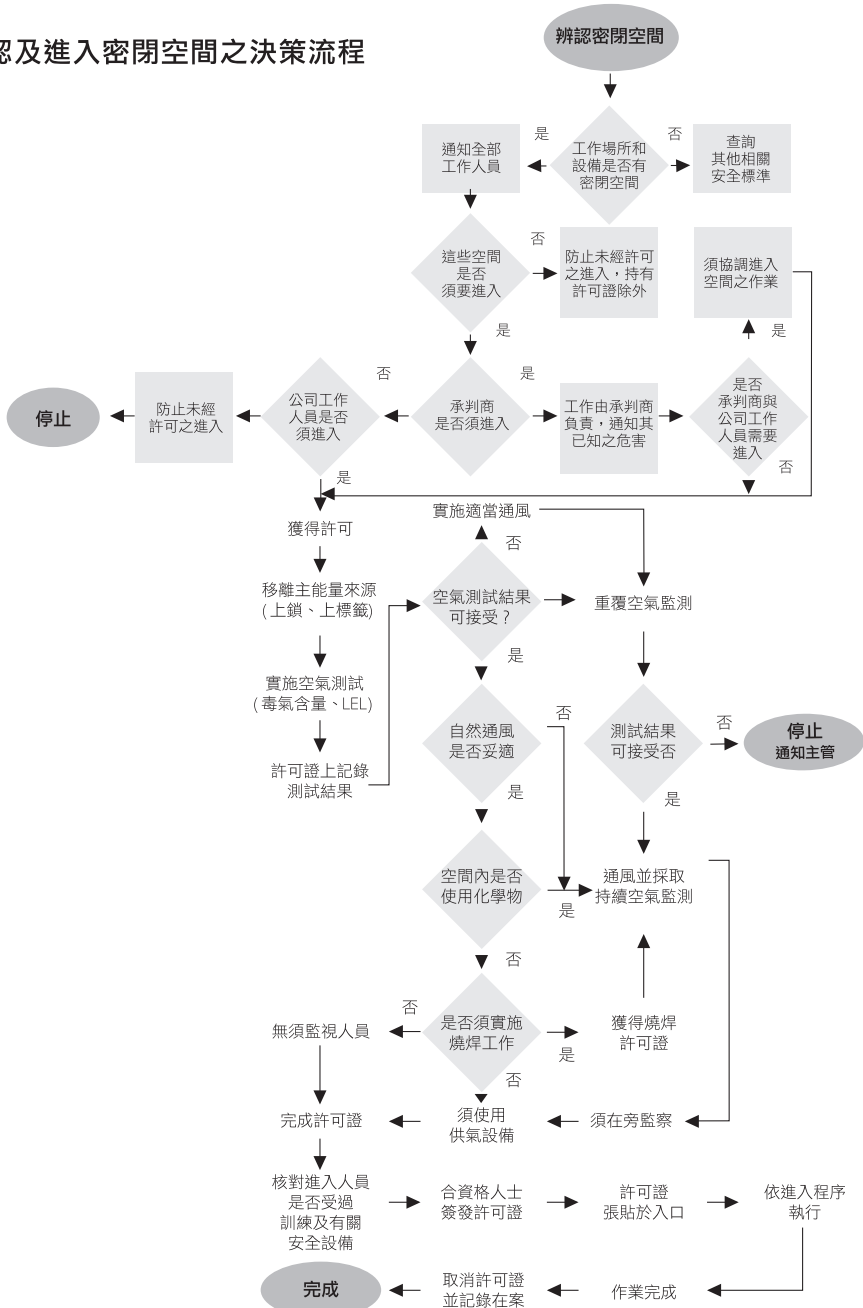 認及進入密閉空間之決策流程
辨認密閉空間
是
否
通知全部
工作人員
工作場所和
設備是否有
密閉空間
查詢
其他相關
安全標準
這些空間
是否
須要進入
否
防止未經許可
之進入，持有
許可證除外
須協調進入
空間之作業
是
是
停止
防止未經
許可之進入
公司工作
人員是否
須進入
否
承判商
是否須進入
是
工作由承判商
負責，通知其
已知之危害
是否
承判商與
公司工作
人員需要
進入
否
是
獲得許可
實施適當通風
否
移離主能量來源
(上鎖、上標籤)
空氣測試結果
可接受？
重覆空氣監測
是
實施空氣測試
(毒氣含量、LEL)
許可證上記錄
測試結果
自然通風
是否妥適
否
測試結果
可接受否
否
停止
通知主管
是
是
空間內是否
使用化學物
是
通風並採取
持續空氣監測
否
無須監視人員
否
是否須實施
燒焊工作
是
獲得燒焊
許可證
否
完成許可證
須使用
供氣設備
須在旁監察
核對進入人員
是否受過
訓練及有關
安全設備
合資格人士
簽發許可證
許可證
張貼於入口
依進入程序
執行
完成
取消許可證
並記錄在案
作業完成